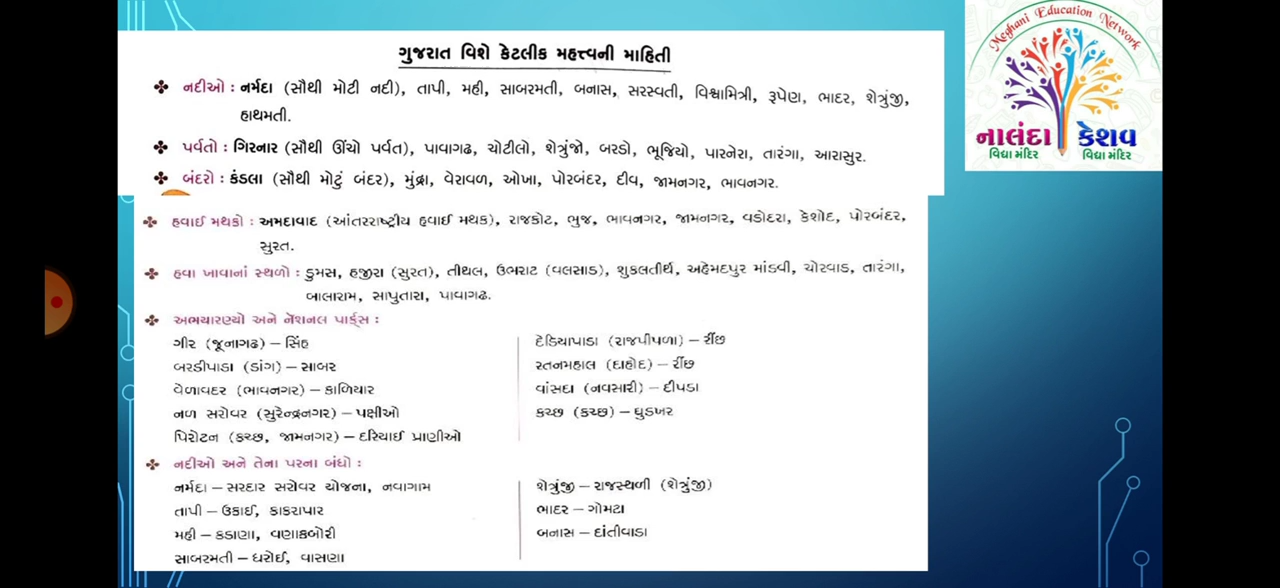 ગુજરાત વિશે કેટલીક મહત્ત્વની માહિતી
❖ નદીઓ : નર્મદા (સૌથી મોટી નદી), તાપી, મહી, સાબરમતી, બનાસ, સરસ્વતી, વિશ્વામિત્રી, રૂપેણ, ભાદર, શેત્રુંજી,
હાથમતી.
❖ પર્વતો : ગિરનાર (સૌથી ઊંચો પર્વત), પાવાગઢ, ચોટીલો, શેત્રુંજો, બરડો, ભૂજિયો, પારનેરા, તારંગા, આરાસુર.
❖ બંદરો : કંડલા (સૌથી મોટું બંદર), મુંદ્રા, વેરાવળ, ઓખા, પોરબંદર, દીવ, જામનગર, ભાવનગર.
❖ હવાઈ મથકો : અમદાવાદ (આંતરરાષ્ટ્રીય હવાઈ મથક), રાજકોટ, ભુજ, ભાવનગર, જામનગર, વડોદરા, કેશોદ, પોરબંદર,
સુરત.
❖ હવા ખાવાનાં સ્થળો : ડુમસ, હજીરા (સુરત), તીથલ, ઉભરાટ (વલસાડ), શુકલતીર્થ, અહેમદપુર માંડવી, ચોરવાડ, તારંગા,
બાલારામ, સાપુતારા, પાવાગઢ.
❖ અભયારણ્યો અને નૅશનલ પાર્ક્સ :
ગીર (જૂનાગઢ) – સિંહ
બરડીપાડા (ડાંગ) – સાબર
વેળાવદર (ભાવનગર) – કાળિયાર
નળ સરોવર (સુરેન્દ્રનગર) – પક્ષીઓ
પિરોટન (કચ્છ, જામનગર) – દરિયાઈ પ્રાણીઓ
દેડિયાપાડા (રાજપીપળા) – રીંછ
રતનમહાલ (દાહોદ) – રીંછ
વાંસદા (નવસારી) – દીપડા
કચ્છ (કચ્છ) – ઘુડખર
❖ નદીઓ અને તેના પરના બંધો :
નર્મદા – સરદાર સરોવર યોજના, નવાગામ
તાપી – ઉકાઈ, કાકરાપાર
મહી – કડાણા, વણાકબોરી
સાબરમતી – ધરોઈ, વાસણા
શેત્રુંજી – રાજસ્થળી (શેત્રુંજી)
ભાદર – ગોમટા
બનાસ – દાંતીવાડા
Meghani Education Network
નાલંદા કેશવ
વિદ્યા મંદિર વિદ્યા મંદિર